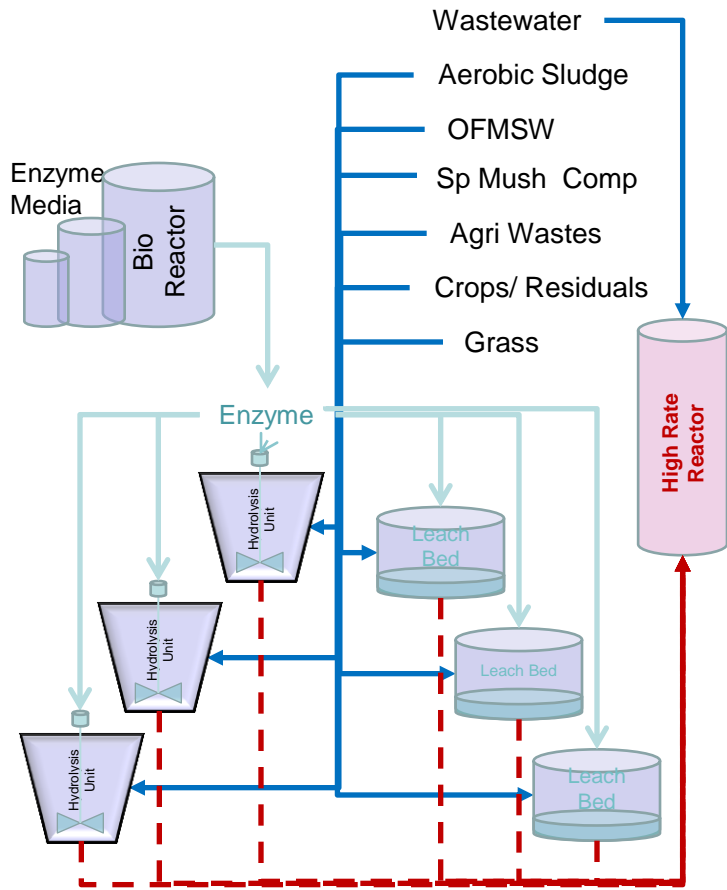 Wastewater
Aerobic Sludge
OFMSW
Sp Mush Comp
Agri Wastes
Crops/ Residuals
Grass
Enzyme
Media
Bio
Reactor
High Rate
Reactor
Enzyme
Hydrolysis
Unit
Leach
Bed
Hydrolysis
Unit
Leach Bed
Hydrolysis
Unit
Leach
Bed